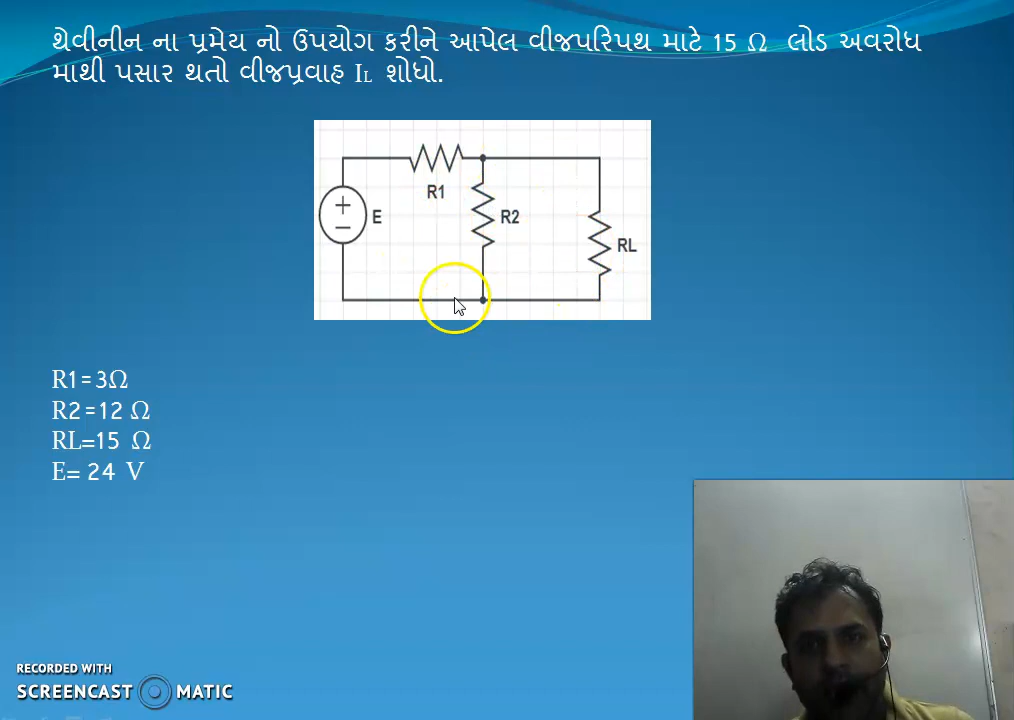 થેવીનીન ના પ્રમેય નો ઉપયોગ કરીને આપેલ વીજપરિપથ માટે 15 Ω લોડ અવરોધ
માથી પસાર થતો વીજપ્રવાહ IL શોધો.
R1
E
R2
RL
R1=3Ω
R2=12 Ω
RL=15 Ω
E= 24 V
RECORDED WITH
SCREENCAST MATIC